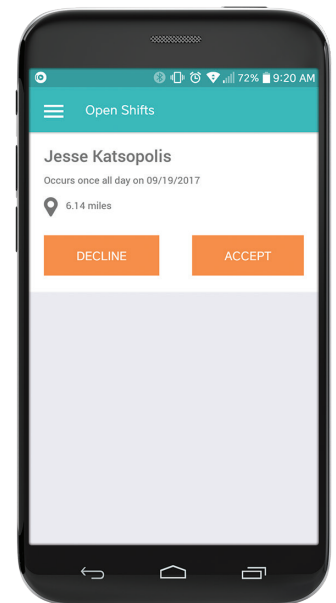 72% 9:20 AM
Open Shifts
Jesse Katsopolis
Occurs once all day on 09/19/2017
6.14 miles
DECLINE ACCEPT